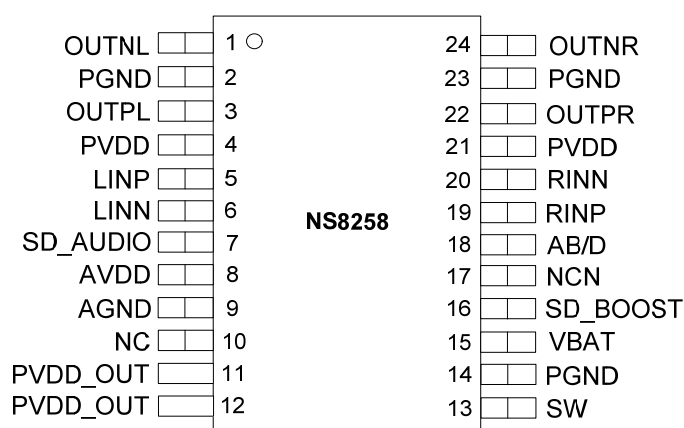 OUTNL 1 24 OUTNR
PGND 2 23 PGND
OUTPL 3 22 OUTPR
PVDD 4 21 PVDD
LINP 5 20 RINN
LINN 6 19 RINP
NS8258
SD_AUDIO 7 18 AB/D
AVDD 8 17 NCN
AGND 9 16 SD_BOOST
NC 10 15 VBAT
PVDD_OUT 11 14 PGND
PVDD_OUT 12 13 SW